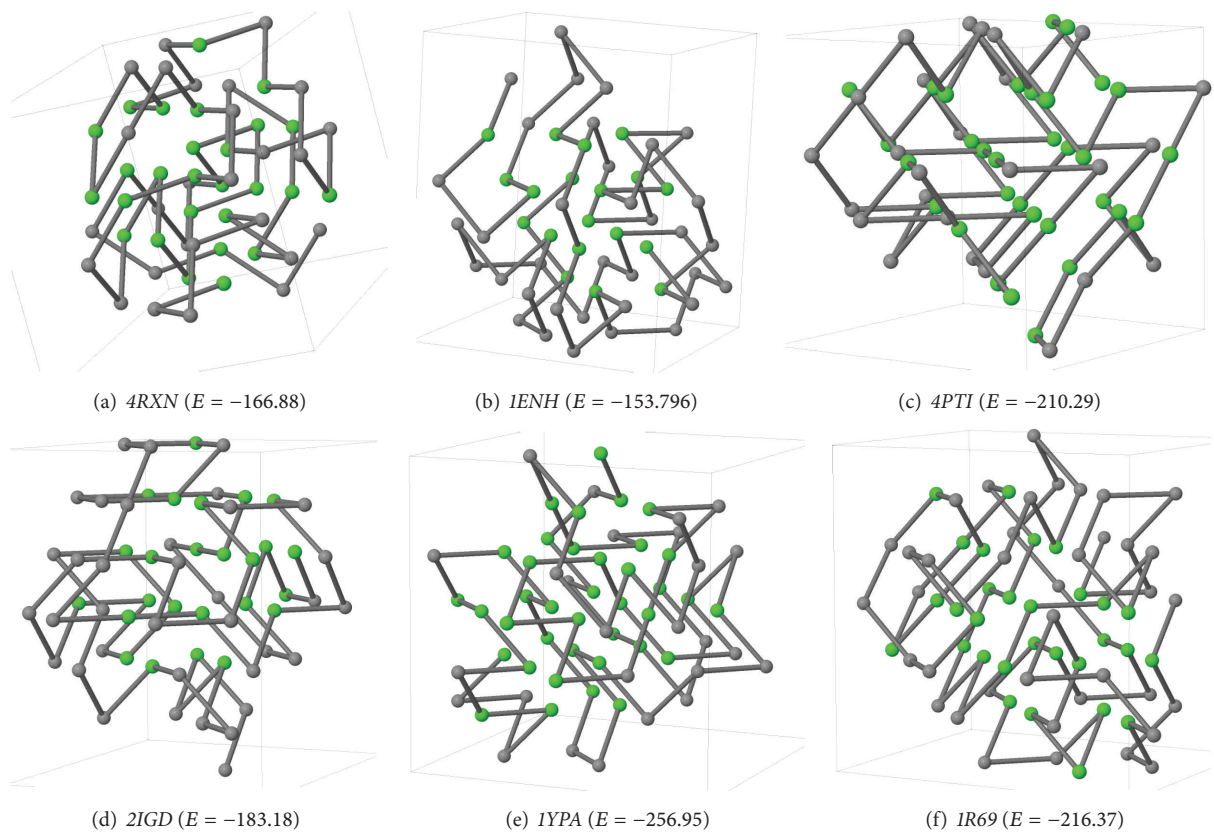 (a) 4RXN (E = −166.88)
(b) 1ENH (E = −153.796)
(c) 4PTI (E = −210.29)
(d) 2IGD (E = −183.18)
(e) 1YPA (E = −256.95)
(f) 1R69 (E = −216.37)